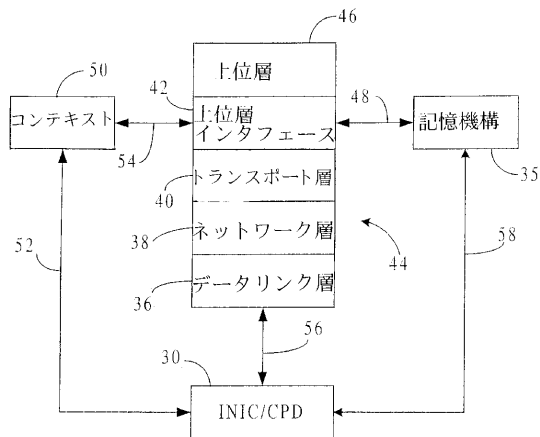 46
上位層
50
42
コンテキスト
上位層
インタフェース
48
記憶機構
54
35
トランスポート層
40
52
38
ネットワーク層
44
58
36
データリンク層
56
30
INIC/CPD